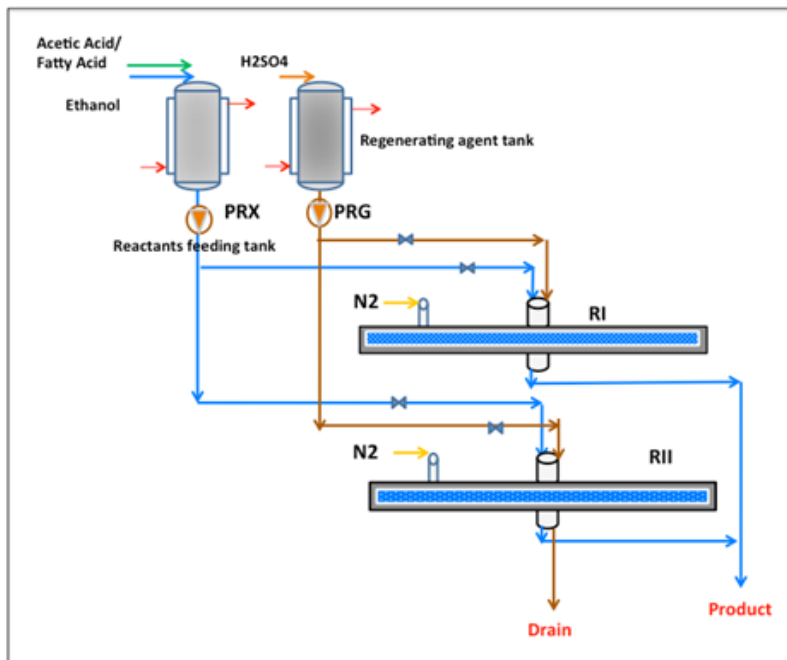 Acetic Acid/
Fatty Acid
H2SO4
Ethanol
Regenerating agent tank
PRX
PRG
Reactants feeding tank
N2
RI
N2
RII
Product
Drain